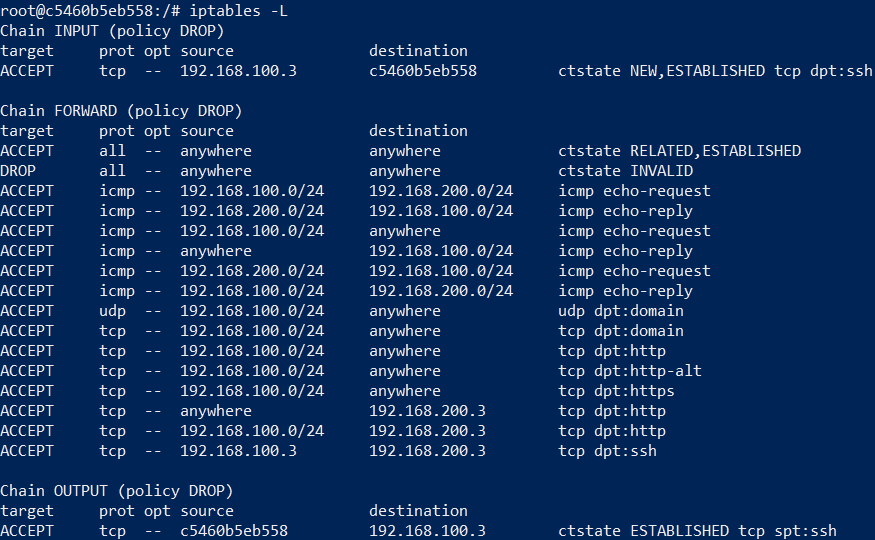 root@c5460b5eb558:/# iptables -L
Chain INPUT (policy DROP)
target     prot opt source               destination
ACCEPT     tcp  --  192.168.100.3        c5460b5eb558         ctstate NEW,ESTABLISHED tcp dpt:ssh

Chain FORWARD (policy DROP)
target     prot opt source               destination
ACCEPT     all  --  anywhere             anywhere             ctstate RELATED,ESTABLISHED
DROP       all  --  anywhere             anywhere             ctstate INVALID
ACCEPT     icmp --  192.168.100.0/24     192.168.200.0/24     icmp echo-request
ACCEPT     icmp --  192.168.200.0/24     192.168.100.0/24     icmp echo-reply
ACCEPT     icmp --  192.168.100.0/24     anywhere             icmp echo-request
ACCEPT     icmp --  anywhere             192.168.100.0/24     icmp echo-reply
ACCEPT     icmp --  192.168.200.0/24     192.168.100.0/24     icmp echo-request
ACCEPT     icmp --  192.168.100.0/24     192.168.200.0/24     icmp echo-reply
ACCEPT     udp  --  192.168.100.0/24     anywhere             udp dpt:domain
ACCEPT     tcp  --  192.168.100.0/24     anywhere             tcp dpt:domain
ACCEPT     tcp  --  192.168.100.0/24     anywhere             tcp dpt:http
ACCEPT     tcp  --  192.168.100.0/24     anywhere             tcp dpt:http-alt
ACCEPT     tcp  --  192.168.100.0/24     anywhere             tcp dpt:https
ACCEPT     tcp  --  anywhere             192.168.200.3        tcp dpt:http
ACCEPT     tcp  --  192.168.100.0/24     192.168.200.3        tcp dpt:http
ACCEPT     tcp  --  192.168.100.3        192.168.200.3        tcp dpt:ssh

Chain OUTPUT (policy DROP)
target     prot opt source               destination
ACCEPT     tcp  --  c5460b5eb558         192.168.100.3        ctstate ESTABLISHED tcp spt:ssh